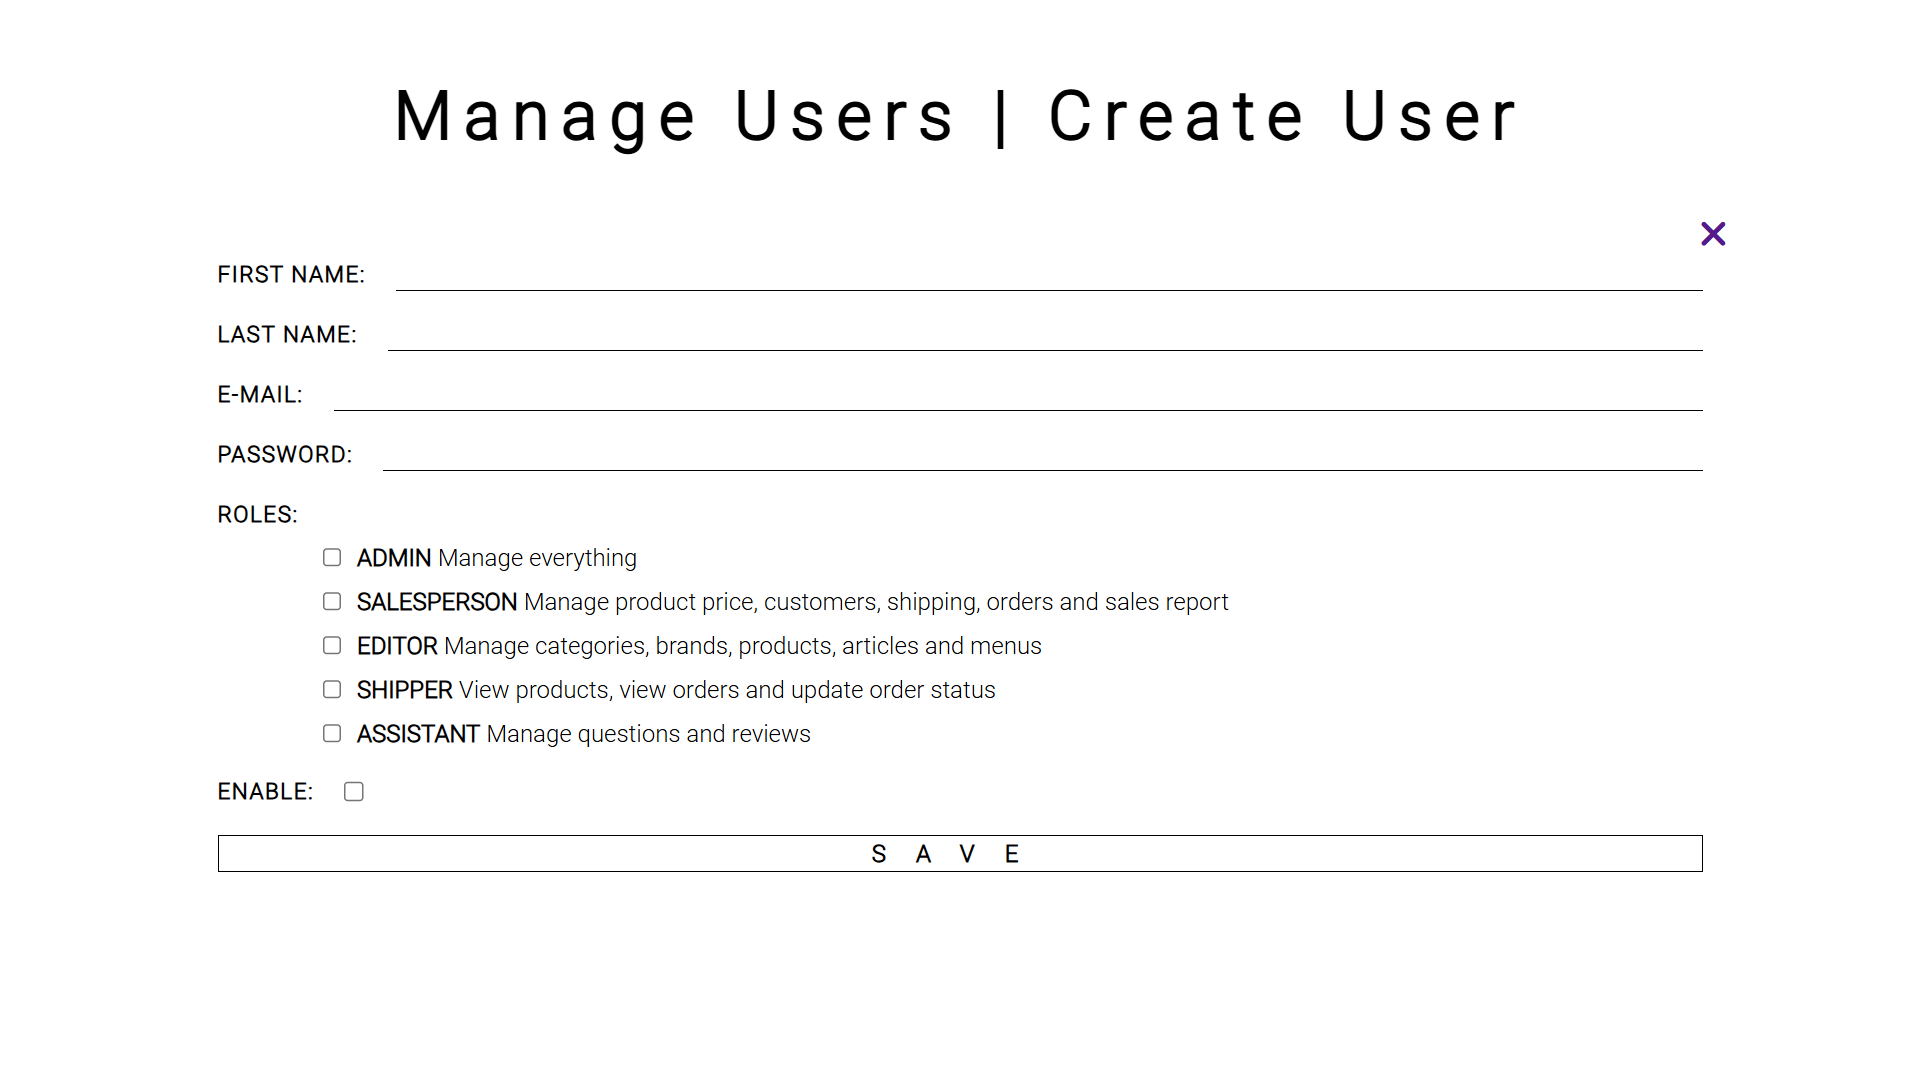 Manage Users | Create User
FIRST NAME:
LAST NAME:
E-MAIL:
PASSWORD:
ROLES:
ADMIN Manage everything
SALESPERSON Manage product price, customers, shipping, orders and sales report
EDITOR Manage categories, brands, products, articles and menus
SHIPPER View products, view orders and update order status
ASSISTANT Manage questions and reviews
ENABLE:
SAVE